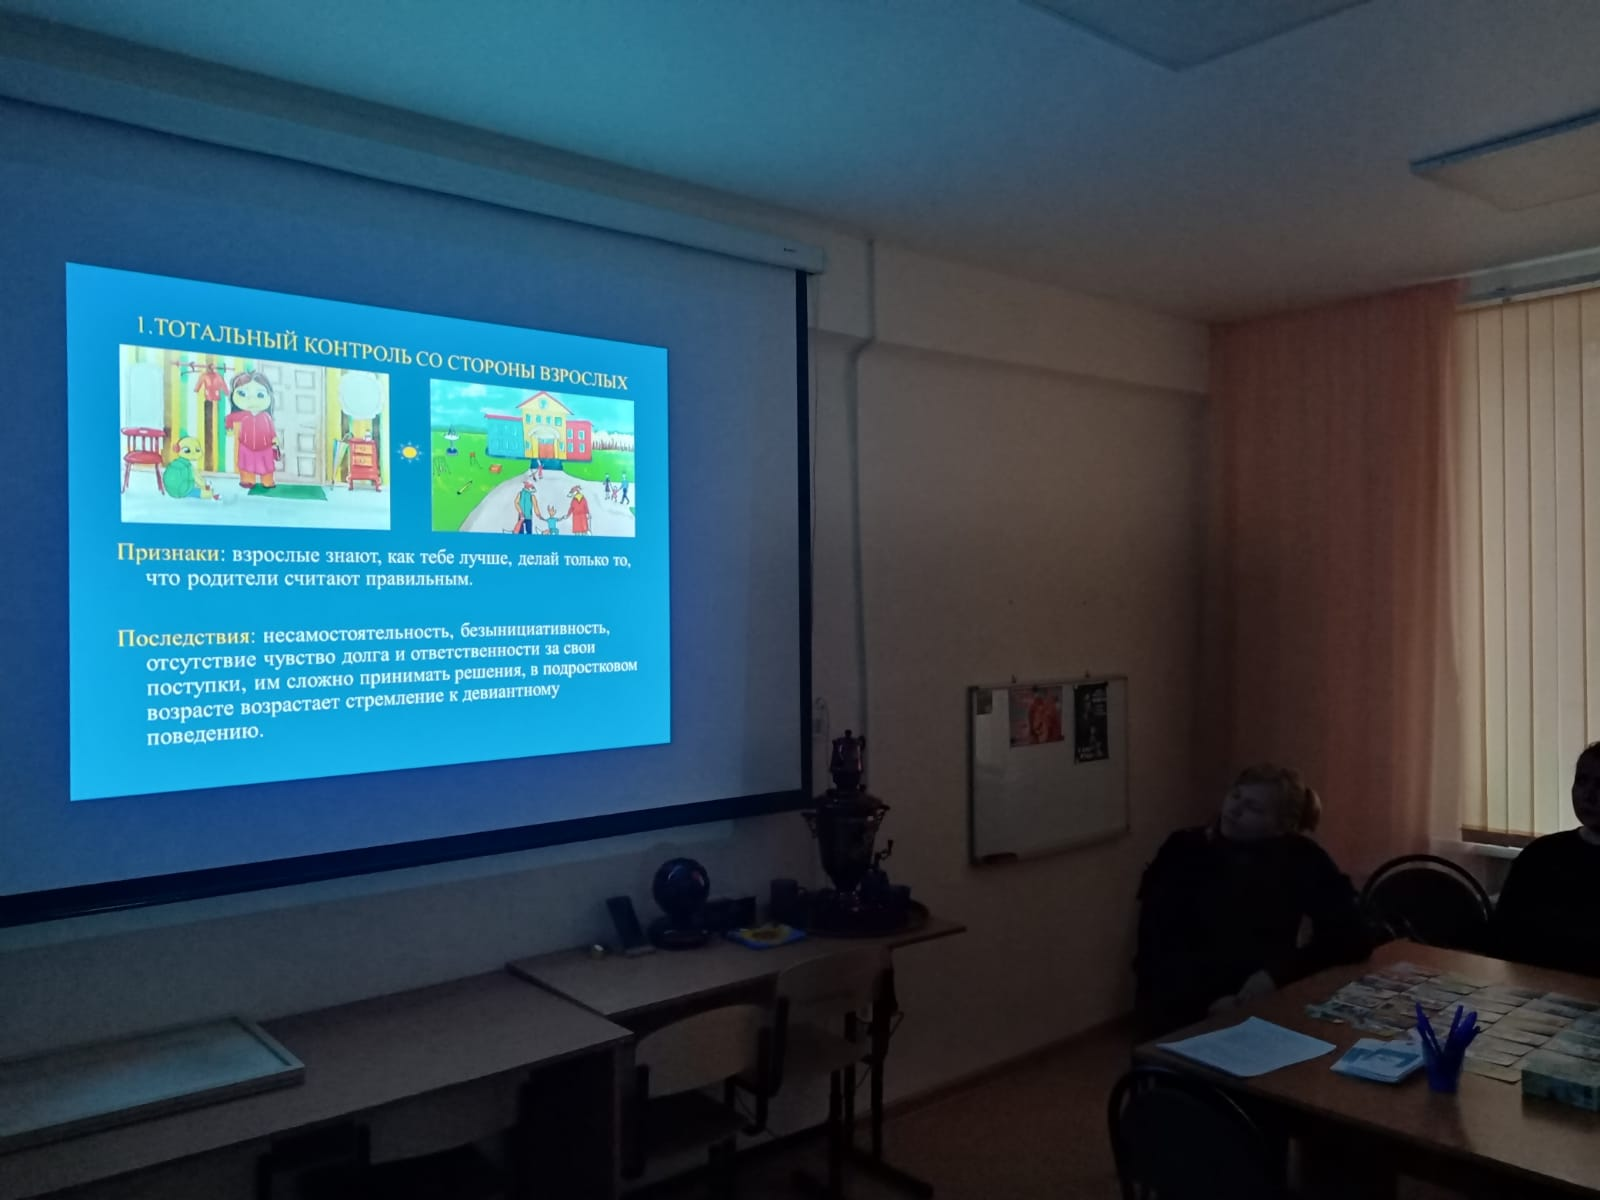 1.ТОТАЛЬНЫЙ КОНТРОЛЬ СО СТОРОНЫ ВЗРОСЛЫХ
Признаки: взрослые знают, как тебе лучше, делай только то,
что родители считают правильным.
Последствия: несамостоятельность, безынициативность,
отсутствие чувство долга и ответственности за свои
поступки, им сложно принимать решения, в подростковом
возрасте возрастает стремление к девиантному
поведению.